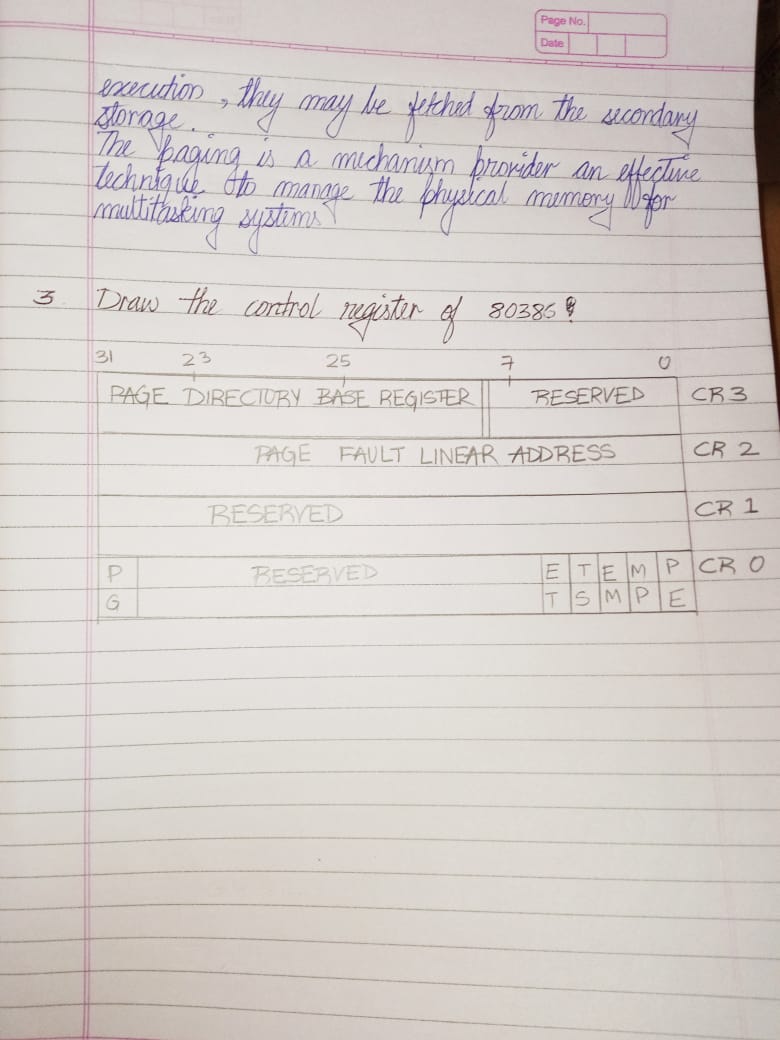 Page No.
Date
execution, they may be fetched from the secondary
storage.
The paging is a mechanism provider an effective
technique to manage the physical memory for
multitasking systems
3 Draw the control register of 80386?
31 23 25 7 0
PAGE DIRECTORY BASE REGISTER RESERVED CR3
PAGE FAULT LINEAR ADDRESS CR 2
RESERVED CR 1
P RESERVED E T E M P CR 0
G T S M P E